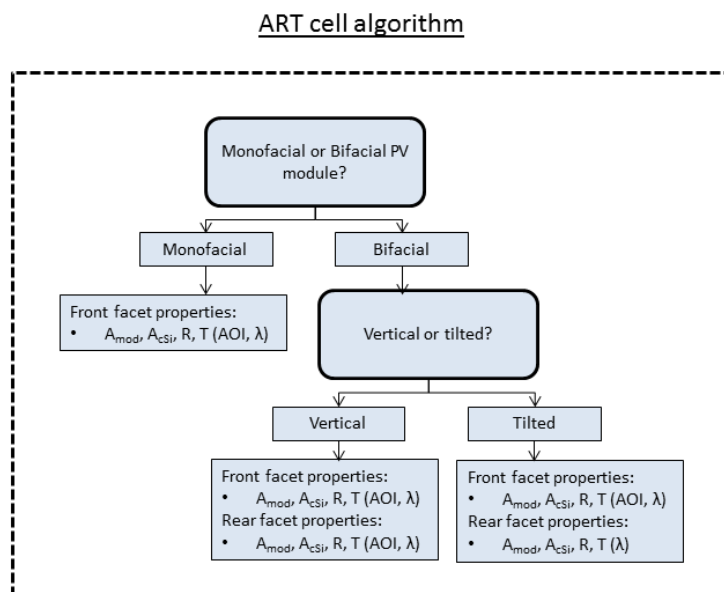 ART cell algorithm
Monofacial or Bifacial PV
module?
Monofacial
Bifacial
Front facet properties:
• Amod, AcSi, R, T (AOI, λ)
Vertical or tilted?
Vertical
Tilted
Front facet properties:
• Amod, AcSi, R, T (AOI, λ)
Rear facet properties:
• Amod, AcSi, R, T (AOI, λ)
Front facet properties:
• Amod, AcSi, R, T (AOI, λ)
Rear facet properties:
• Amod, AcSi, R, T (λ)